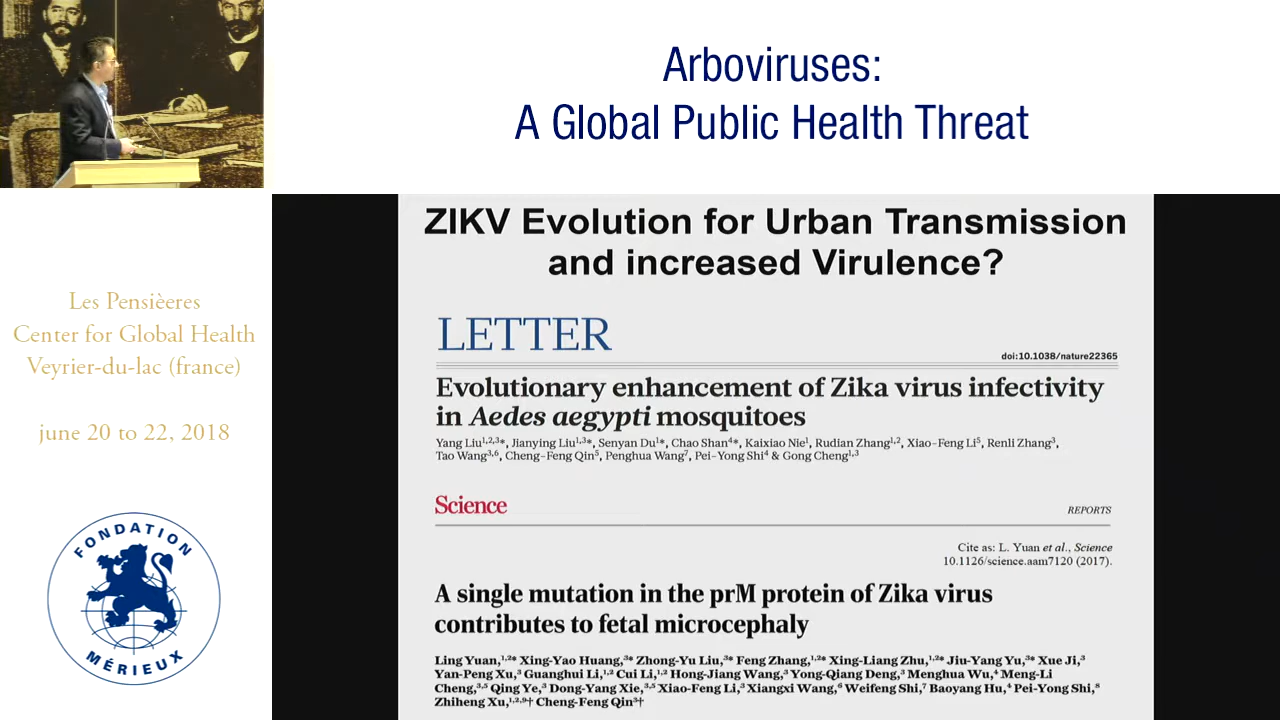 Arboviruses:
A Global Public Health Threat
ZIKV Evolution for Urban Transmission
and increased Virulence?
LETTER
doi:10.1038/nature22365
Evolutionary enhancement of Zika virus infectivity
in Aedes aegypti mosquitoes
Yang Liu1,2,3*, Jianying Liu1,3*, Senyan Du1*, Chao Shan4*, Kaixiao Nie1, Rudian Zhang1,2, Xiao-Feng Li5, Renli Zhang3,
Tao Wang3,6, Cheng-Feng Qin5, Penghua Wang7, Pei-Yong Shi4 & Gong Cheng1,3
Science
REPORTS
Cite as: L. Yuan et al., Science
10.1126/science.aam7120 (2017).
A single mutation in the prM protein of Zika virus
contributes to fetal microcephaly
Ling Yuan,1,2* Xing-Yao Huang,3* Zhong-Yu Liu,3* Feng Zhang,1,2* Xing-Liang Zhu,1,2* Jiu-Yang Yu,3* Xue Ji,3
Yan-Peng Xu,3 Guanghui Li,1,2 Cui Li,1,2 Hong-Jiang Wang,3 Yong-Qiang Deng,3 Menghua Wu,4 Meng-Li
Cheng,3,5 Qing Ye,3 Dong-Yang Xie,3,5 Xiao-Feng Li,3 Xiangxi Wang,6 Weifeng Shi,7 Baoyang Hu,4 Pei-Yong Shi,8
Zhiheng Xu,1,2,9† Cheng-Feng Qin3†
Les Pensièeres
Center for Global Health
Veyrier-du-lac (france)
june 20 to 22, 2018
FONDATION
MÉRIEUX